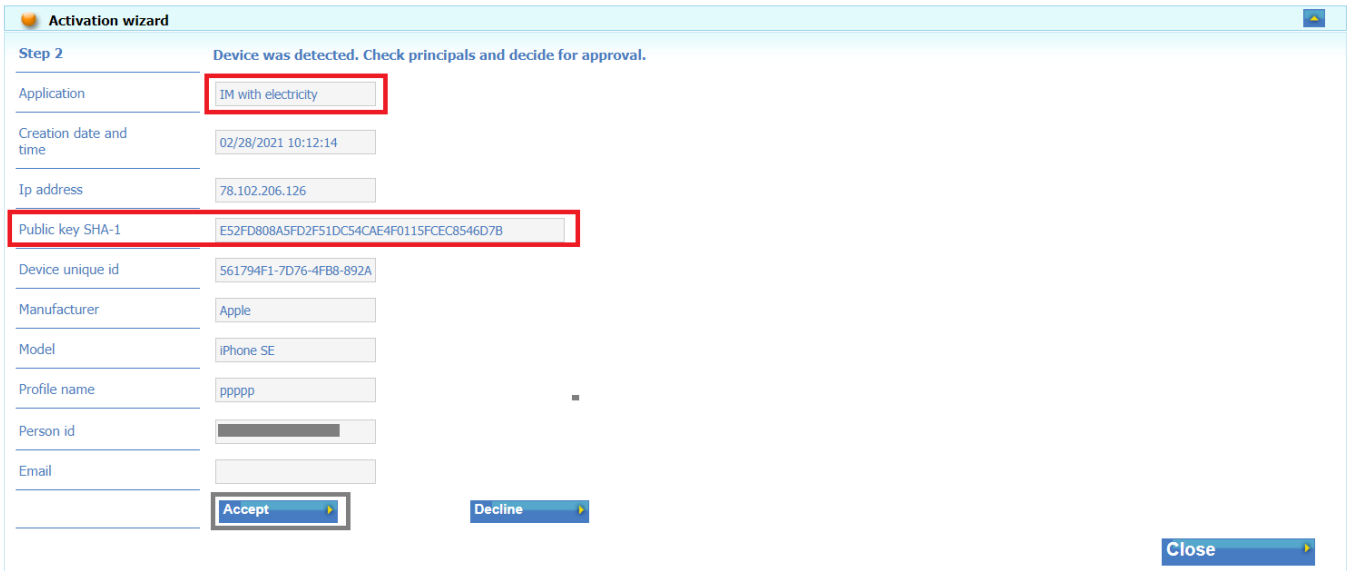 Activation wizard
Step 2
Device was detected. Check principals and decide for approval.
Application
IM with electricity
Creation date and
time
02/28/2021 10:12:14
Ip address
78.102.206.126
Public key SHA-1
E52FD808A5FD2F51DC54CAE4F0115FCEC8546D7B
Device unique id
561794F1-7D76-4FB8-892A
Manufacturer
Apple
Model
iPhone SE
Profile name
ppppp
Person id
Email
Accept
Decline
Close